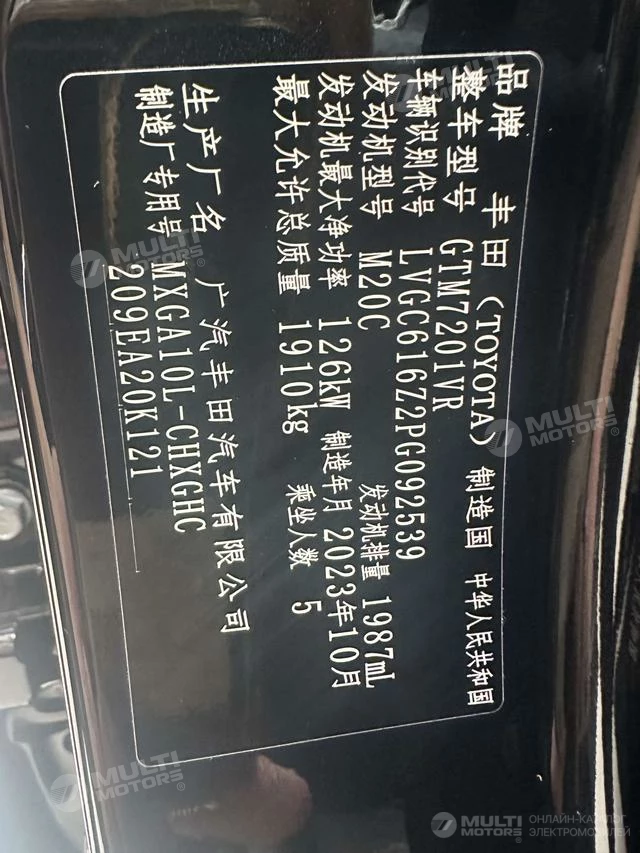 品牌 丰田(TOYOTA) 制造国 中华人民共和国
整车型号 GTM7201VR
车辆识别代号 LVGC616Z2PG092539
发动机型号 M20C 发动机排量 1987mL
发动机最大净功率 126kW 制造年月 2023年10月
最大允许总质量 1910kg 乘坐人数 5
生产厂名 广汽丰田汽车有限公司
制造厂专用号 MXGA10L-CHXGHC
209EA20K121
MULTI MOTORS®
MULTI MOTORS®
MULTI MOTORS®
MULTI MOTORS® ОНЛАЙН-КАТАЛОГ ЭЛЕКТРОМОБИЛЕЙ